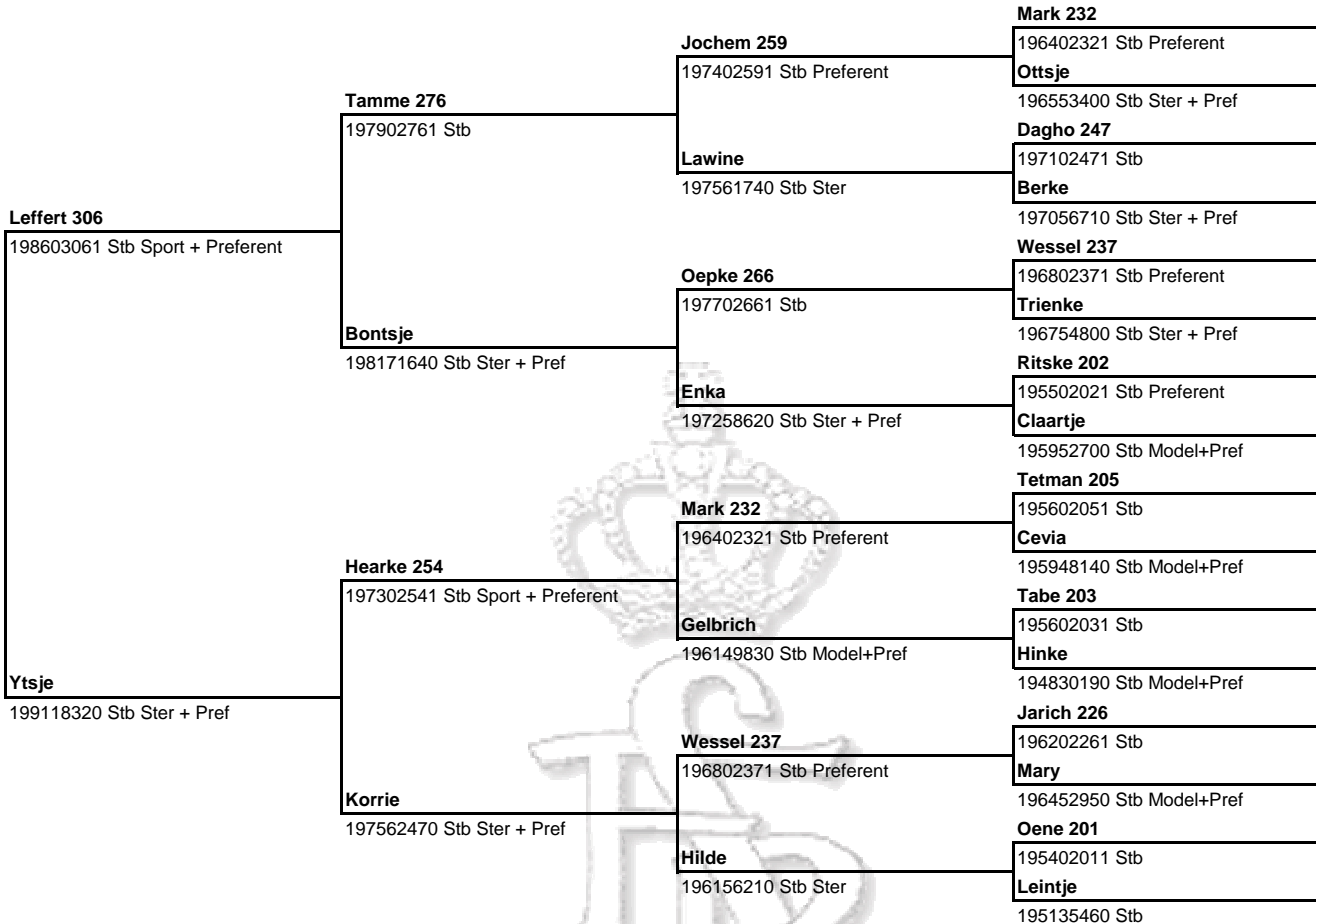 Leffert 306
198603061 Stb Sport + Preferent
Ytsje
199118320 Stb Ster + Pref
Tamme 276
197902761 Stb
Bontsje
198171640 Stb Ster + Pref
Hearke 254
197302541 Stb Sport + Preferent
Korrie
197562470 Stb Ster + Pref
Jochem 259
197402591 Stb Preferent
Lawine
197561740 Stb Ster
Oepke 266
197702661 Stb
Enka
197258620 Stb Ster + Pref
Mark 232
196402321 Stb Preferent
Gelbrich
196149830 Stb Model+Pref
Wessel 237
196802371 Stb Preferent
Hilde
196156210 Stb Ster
Mark 232
196402321 Stb Preferent
Ottsje
196553400 Stb Ster + Pref
Dagho 247
197102471 Stb
Berke
197056710 Stb Ster + Pref
Wessel 237
196802371 Stb Preferent
Trienke
196754800 Stb Ster + Pref
Ritske 202
195502021 Stb Preferent
Claartje
195952700 Stb Model+Pref
Tetman 205
195602051 Stb
Cevia
195948140 Stb Model+Pref
Tabe 203
195602031 Stb
Hinke
194830190 Stb Model+Pref
Jarich 226
196202261 Stb
Mary
196452950 Stb Model+Pref
Oene 201
195402011 Stb
Leintje
195135460 Stb